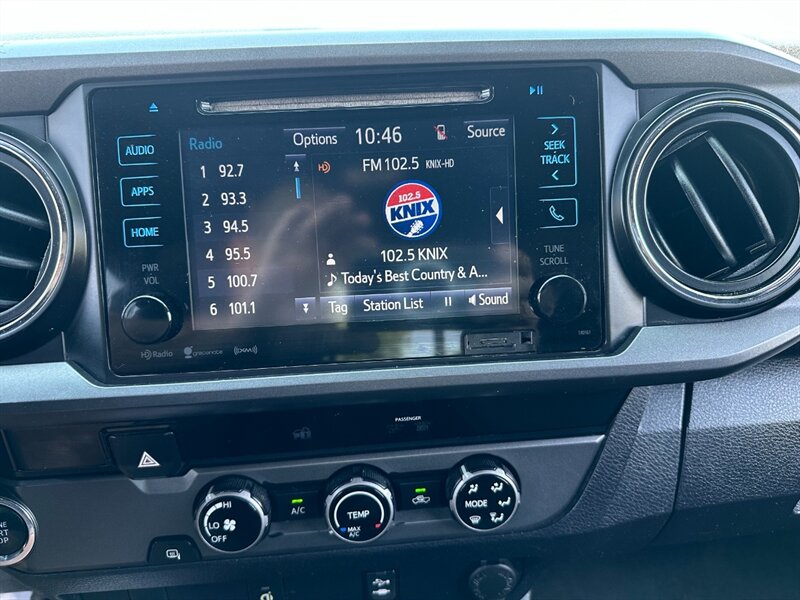 AUDIO
APPS
HOME
PWR
VOL
Radio
Options
10:46
Source
1 92.7
2 93.3
3 94.5
4 95.5
5 100.7
6 101.1
FM102.5 KNIX-HD
102.5
KNIX
102.5 KNIX
Today's Best Country & A...
Tag
Station List
Sound
SEEK
TRACK
TUNE
SCROLL
HD Radio
gracenote
((XM))
PASSENGER
HI
LO
OFF
A/C
TEMP
MAX
A/C
MODE